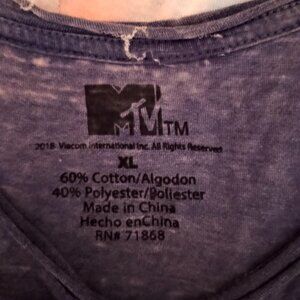 MTV TM
2018 Viacom International Inc. All Rights Reserved
XL
60% Cotton/Algodon
40% Polyester/Poliester
Made in China
Hecho enChina
RN# 71868